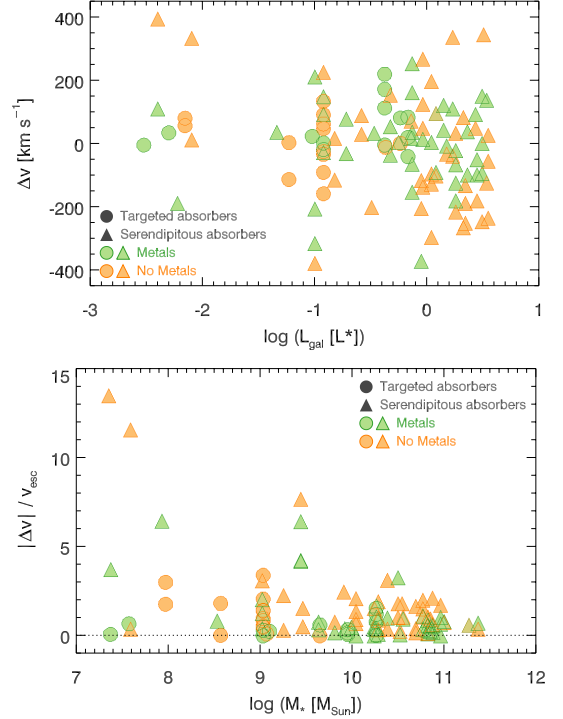 400
200
0
-200
-400
Δv [km s⁻¹]
Targeted absorbers
Serendipitous absorbers
Metals
No Metals
-3 -2 -1 0 1
log (L_gal [L*])
15
10
5
0
|Δv| / v_esc
Targeted absorbers
Serendipitous absorbers
Metals
No Metals
7 8 9 10 11 12
log (M_* [M_Sun])